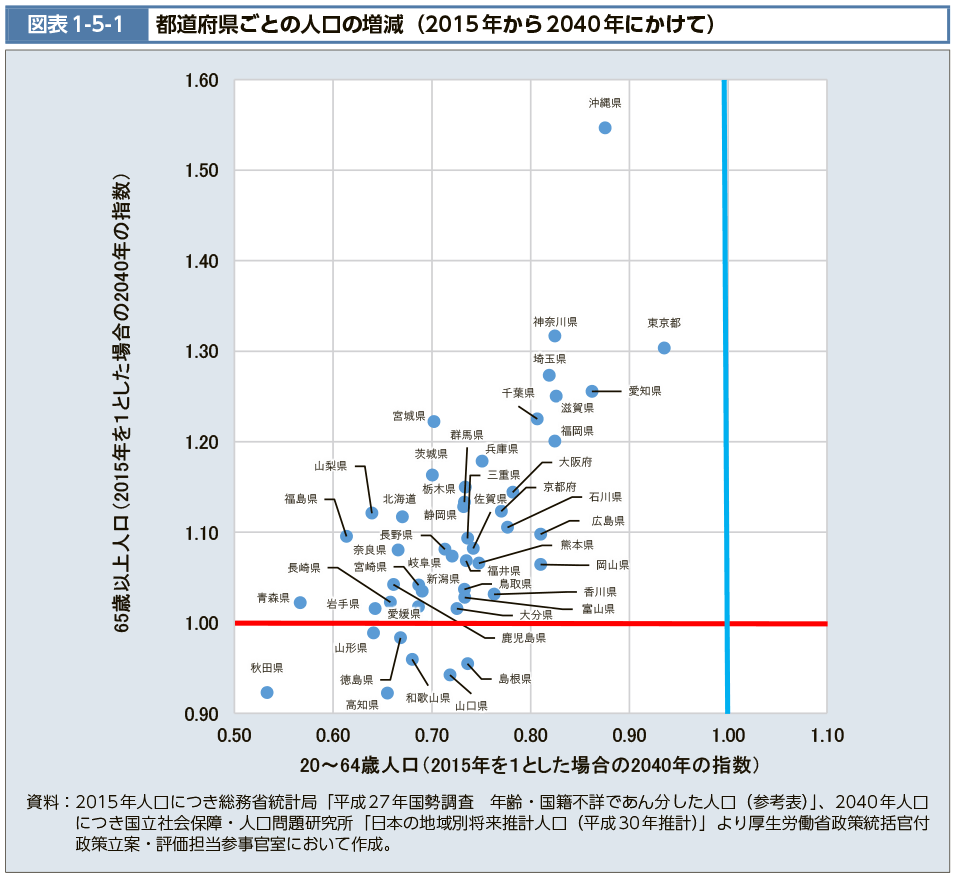 図表1-5-1 都道府県ごとの人口の増減（2015年から2040年にかけて）
65歳以上人口（2015年を1とした場合の2040年の指数）
1.60
1.50
1.40
1.30
1.20
1.10
1.00
0.90
沖縄県
神奈川県
東京都
埼玉県
千葉県
愛知県
滋賀県
宮城県
福岡県
群馬県
兵庫県
茨城県
山梨県
三重県
大阪府
栃木県
京都府
福島県
北海道
佐賀県
石川県
静岡県
広島県
長野県
奈良県
熊本県
宮崎県
岐阜県
福井県
岡山県
長崎県
新潟県
鳥取県
香川県
青森県
岩手県
愛媛県
大分県
富山県
鹿児島県
山形県
秋田県
徳島県
島根県
高知県
和歌山県
山口県
0.50 0.60 0.70 0.80 0.90 1.00 1.10
20～64歳人口（2015年を1とした場合の2040年の指数）
資料：2015年人口につき総務省統計局「平成27年国勢調査　年齢・国籍不詳であん分した人口（参考表）」、2040年人口
につき国立社会保障・人口問題研究所「日本の地域別将来推計人口（平成30年推計）」より厚生労働省政策統括官付
政策立案・評価担当参事官室において作成。